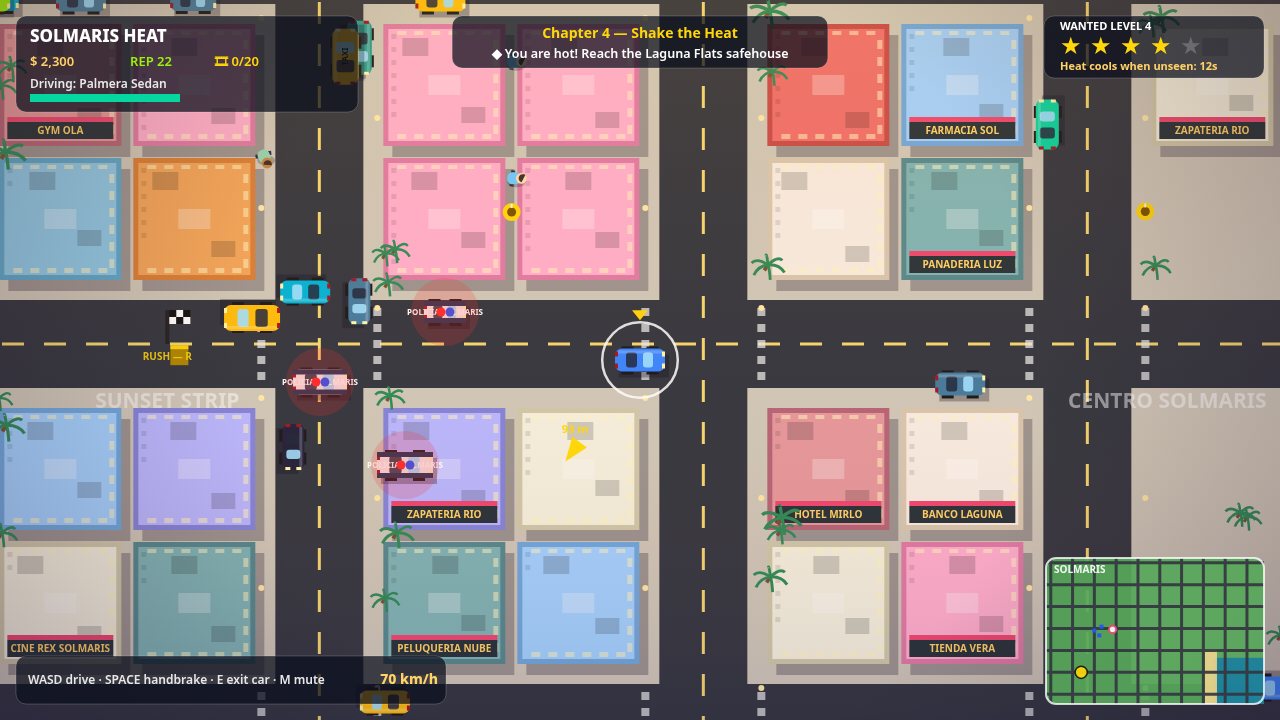 SOLMARIS HEAT
$ 2,300 REP 22 0/20
Driving: Palmera Sedan
Chapter 4 — Shake the Heat
◆ You are hot! Reach the Laguna Flats safehouse
WANTED LEVEL 4
★ ★ ★ ★ ★
Heat cools when unseen: 12s
TAXI
GYM OLA
FARMACIA SOL
ZAPATERIA RIO
PANADERIA LUZ
RUSH — R
SUNSET STRIP
CENTRO SOLMARIS
ZAPATERIA RIO
HOTEL MIRLO
BANCO LAGUNA
CINE REX SOLMARIS
PELUQUERIA NUBE
TIENDA VERA
SOLMARIS
WASD drive · SPACE handbrake · E exit car · M mute 70 km/h